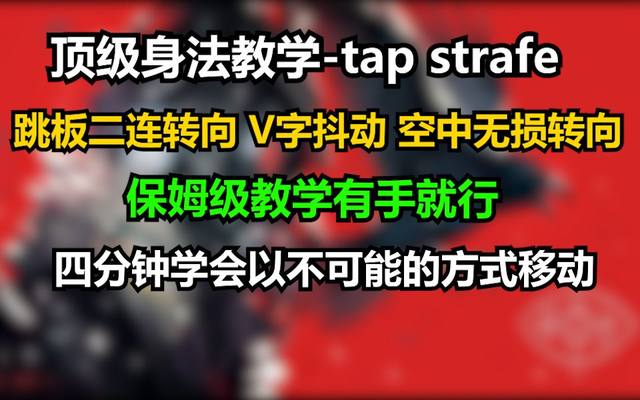 顶级身法教学-tap strafe
跳板二连转向 V字抖动 空中无损转向
保姆级教学有手就行
四分钟学会以不可能的方式移动